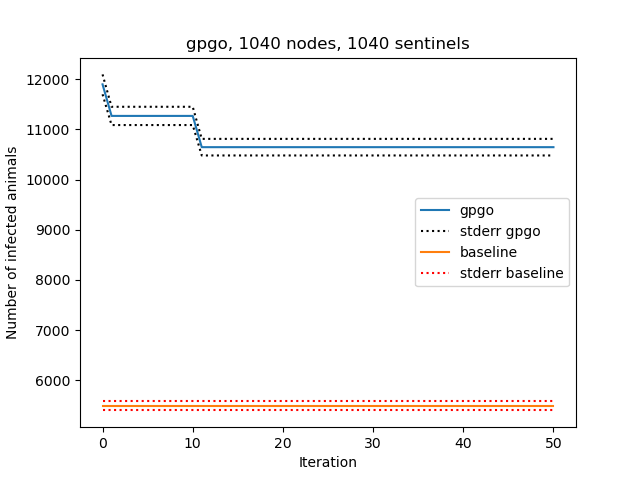 gpgo, 1040 nodes, 1040 sentinels
12000
11000
10000
9000
8000
7000
6000
Number of infected animals
gpgo
stderr gpgo
baseline
stderr baseline
0 10 20 30 40 50
Iteration